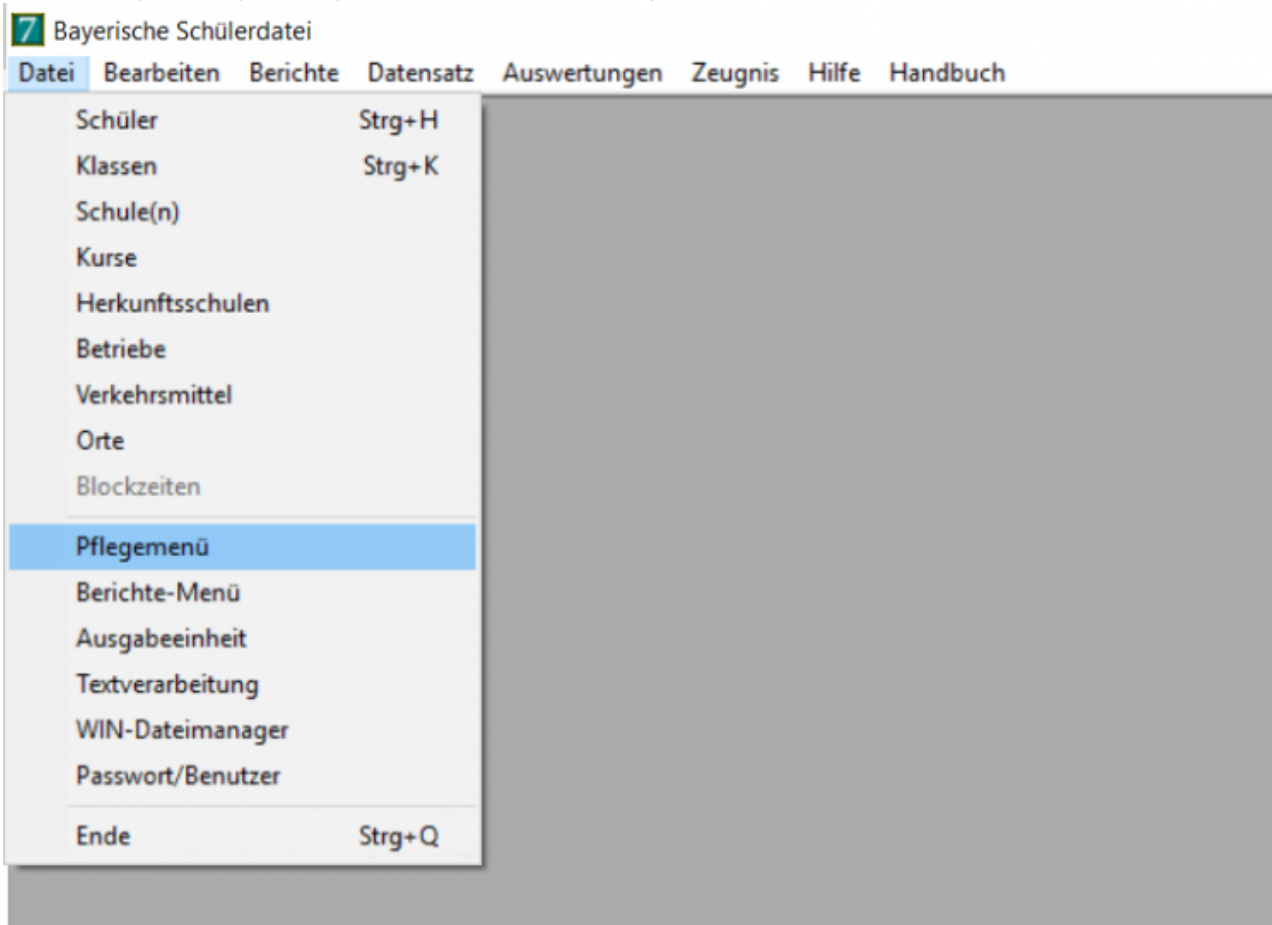 7 Bayerische Schülerdatei
Datei Bearbeiten Berichte Datensatz Auswertungen Zeugnis Hilfe Handbuch
Schüler Strg+H
Klassen Strg+K
Schule(n)
Kurse
Herkunftsschulen
Betriebe
Verkehrsmittel
Orte
Blockzeiten
Pflegemenü
Berichte-Menü
Ausgabeeinheit
Textverarbeitung
WIN-Dateimanager
Passwort/Benutzer
Ende Strg+Q